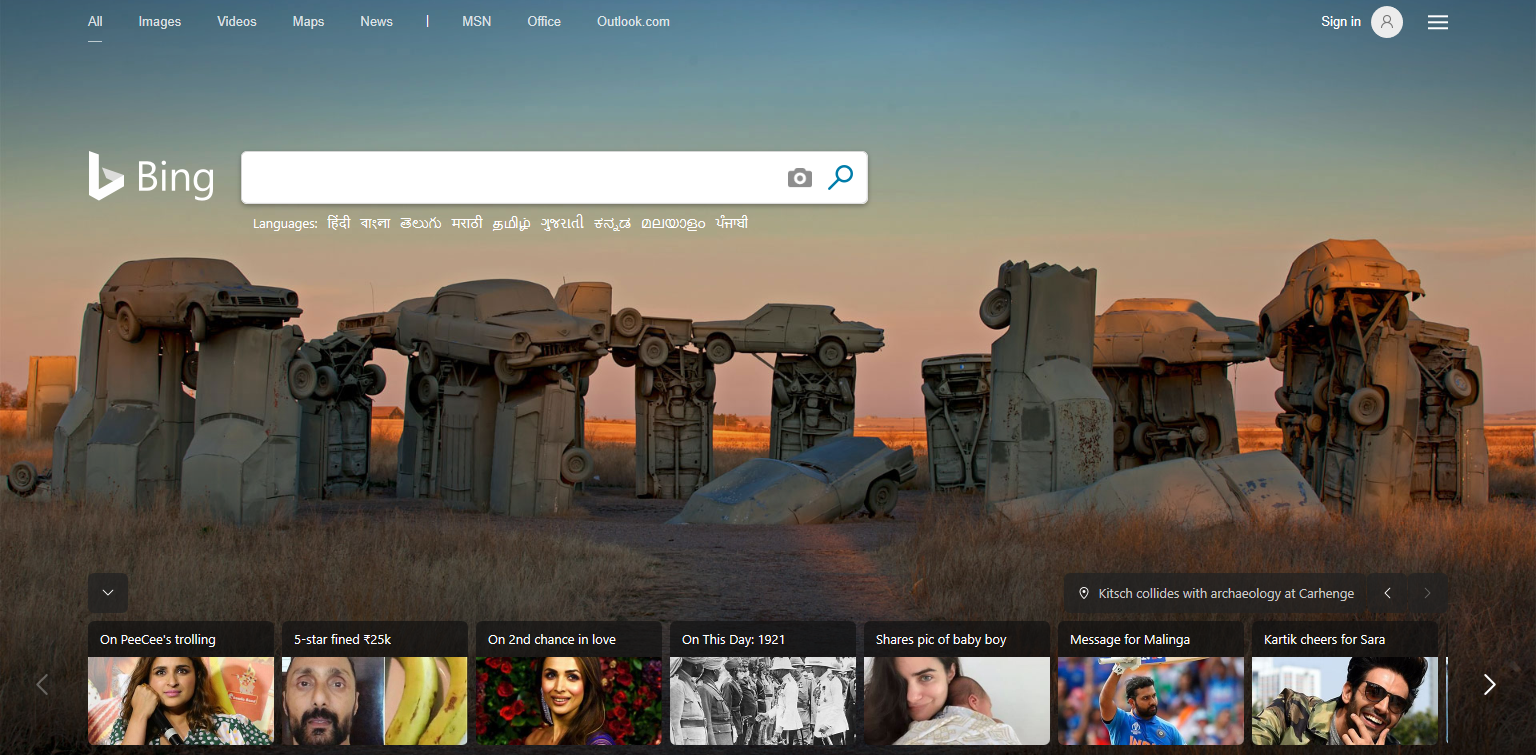 All Images Videos Maps News | MSN Office Outlook.com Sign in
Bing
Languages: हिंदी বাংলা తెలుగు मराठी தமிழ் ગુજરાતી ಕನ್ನಡ മലയാളം ਪੰਜਾਬੀ
Kitsch collides with archaeology at Carhenge
On PeeCee's trolling
5-star fined ₹25k
On 2nd chance in love
On This Day: 1921
Shares pic of baby boy
Message for Malinga
Kartik cheers for Sara